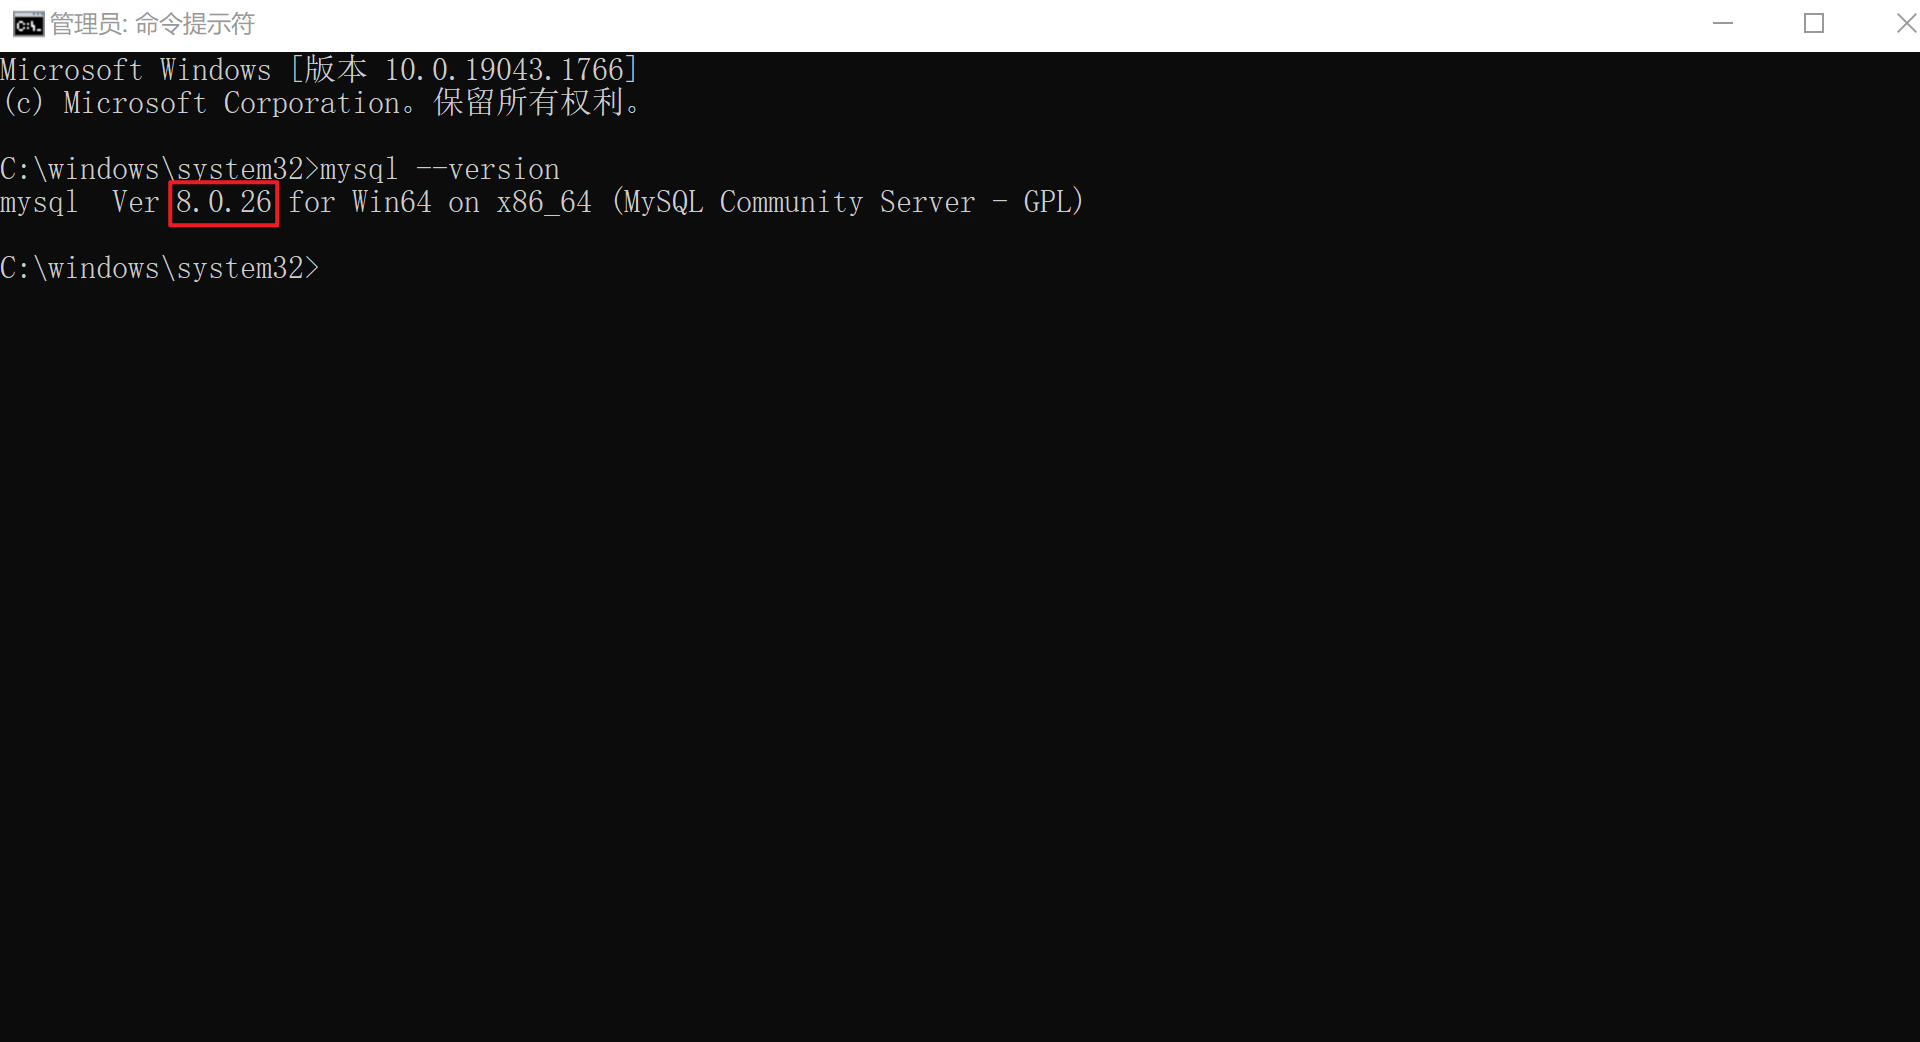 管理员: 命令提示符
Microsoft Windows [版本 10.0.19043.1766]
(c) Microsoft Corporation。保留所有权利。
C:\windows\system32>mysql --version
mysql  Ver 8.0.26 for Win64 on x86_64 (MySQL Community Server - GPL)
C:\windows\system32>